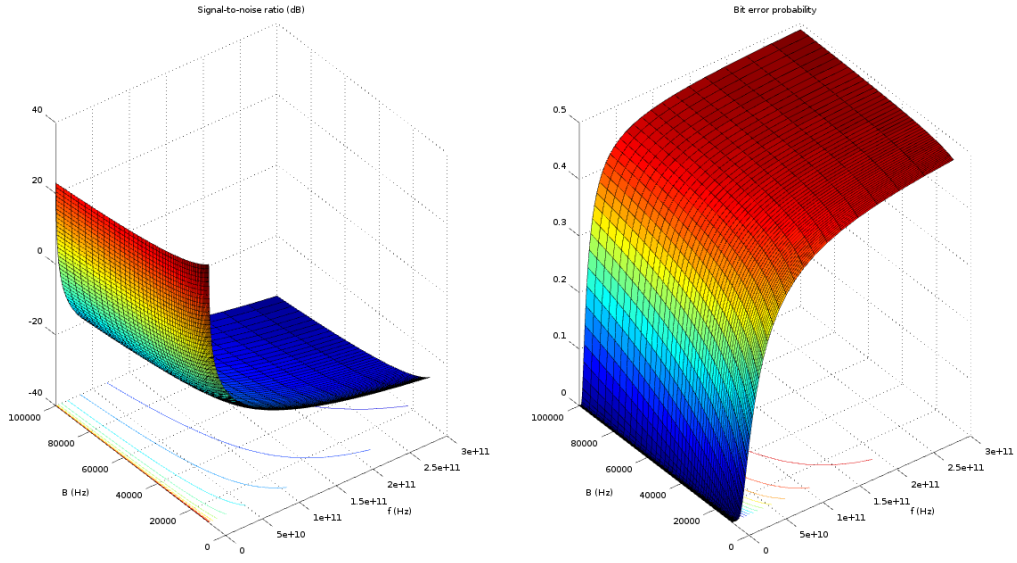 Signal-to-noise ratio (dB)
40
20
0
-20
-40
100000
80000
60000
40000
20000
0
B (Hz)
0
5e+10
1e+11
1.5e+11
2e+11
2.5e+11
3e+11
f (Hz)
Bit error probability
0.5
0.4
0.3
0.2
0.1
0
100000
80000
60000
40000
20000
0
B (Hz)
0
5e+10
1e+11
1.5e+11
2e+11
2.5e+11
3e+11
f (Hz)